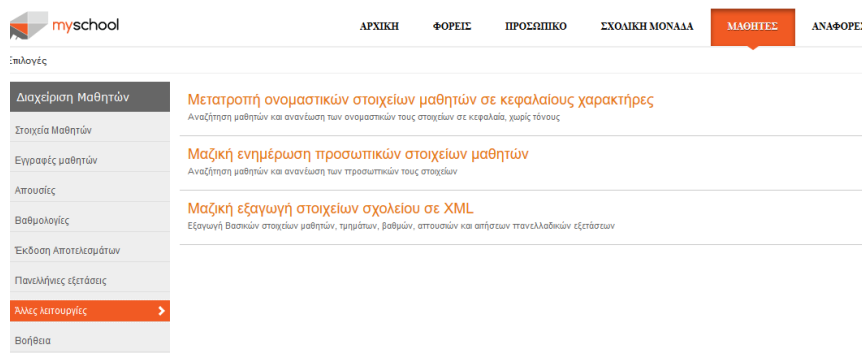 myschool
ΑΡΧΙΚΗ ΦΟΡΕΙΣ ΠΡΟΣΩΠΙΚΟ ΣΧΟΛΙΚΗ ΜΟΝΑΔΑ ΜΑΘΗΤΕΣ ΑΝΑΦΟΡΕΣ
Επιλογές
Διαχείριση Μαθητών
Στοιχεία Μαθητών
Εγγραφές μαθητών
Απουσίες
Βαθμολογίες
Έκδοση Αποτελεσμάτων
Πανελλήνιες εξετάσεις
Άλλες λειτουργίες
Βοήθεια
Μετατροπή ονομαστικών στοιχείων μαθητών σε κεφαλαίους χαρακτήρες
Αναζήτηση μαθητών και ανανέωση των ονομαστικών τους στοιχείων σε κεφαλαία, χωρίς τόνους
Μαζική ενημέρωση προσωπικών στοιχείων μαθητών
Αναζήτηση μαθητών και ανανέωση των προσωπικών τους στοιχείων
Μαζική εξαγωγή στοιχείων σχολείου σε XML
Εξαγωγή Βασικών στοιχείων μαθητών, τμημάτων, βαθμών, απουσιών και αιτήσεων πανελλαδικών εξετάσεων